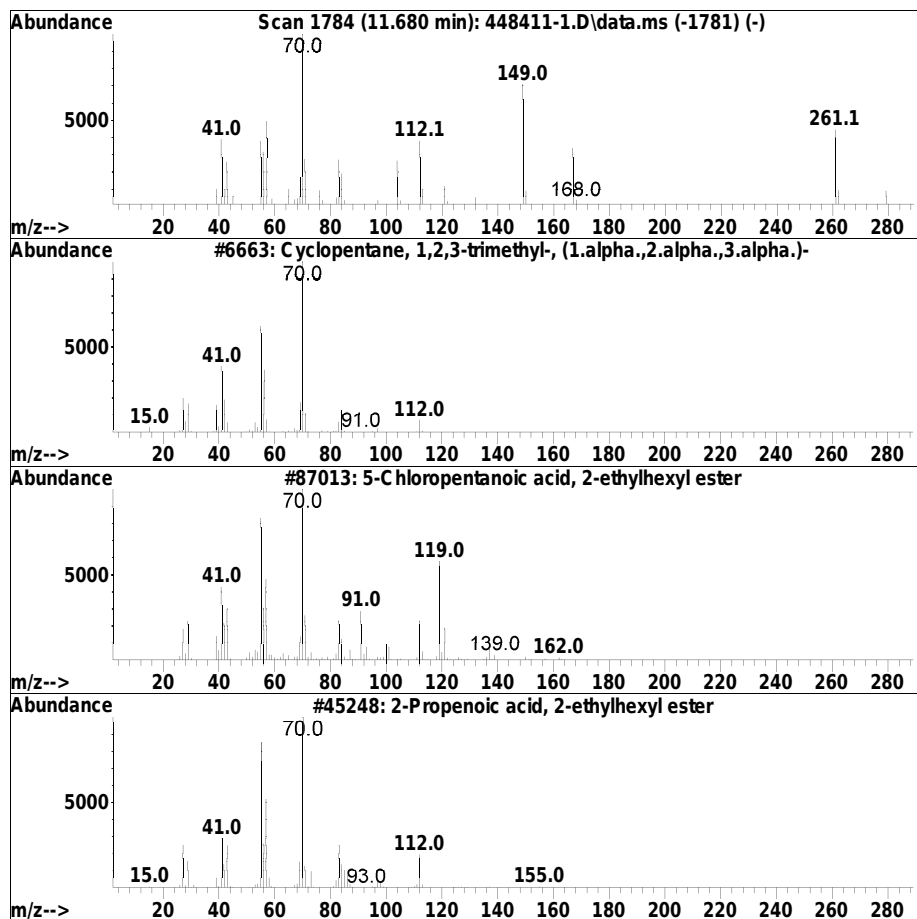 Abundance Scan 1784 (11.680 min): 448411-1.D\data.ms (-1781) (-)
70.0
149.0
5000 41.0 112.1 261.1
168.0
m/z--> 20 40 60 80 100 120 140 160 180 200 220 240 260 280
Abundance #6663: Cyclopentane, 1,2,3-trimethyl-, (1.alpha.,2.alpha.,3.alpha.)-
70.0
5000 41.0
15.0 91.0 112.0
m/z--> 20 40 60 80 100 120 140 160 180 200 220 240 260 280
Abundance #87013: 5-Chloropentanoic acid, 2-ethylhexyl ester
70.0
5000 41.0 119.0
91.0
139.0 162.0
m/z--> 20 40 60 80 100 120 140 160 180 200 220 240 260 280
Abundance #45248: 2-Propenoic acid, 2-ethylhexyl ester
70.0
5000
41.0
15.0 93.0 112.0 155.0
m/z--> 20 40 60 80 100 120 140 160 180 200 220 240 260 280